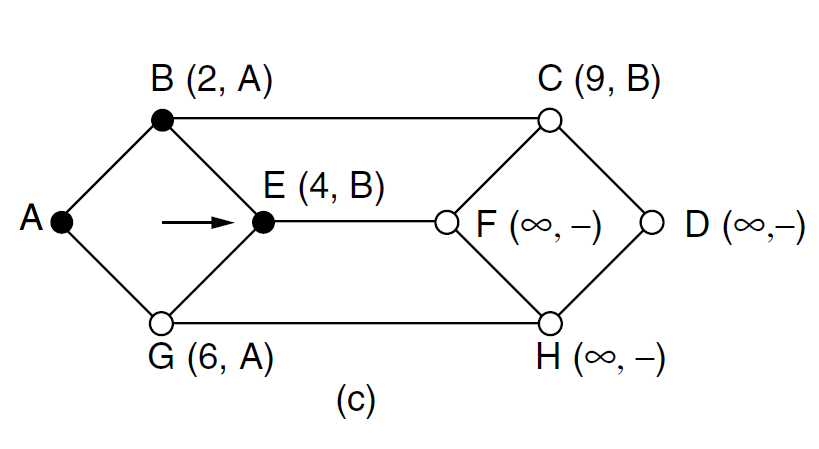 B (2, A)
C (9, B)
E (4, B)
A
F (∞, –)
D (∞,–)
G (6, A)
H (∞, –)
(c)